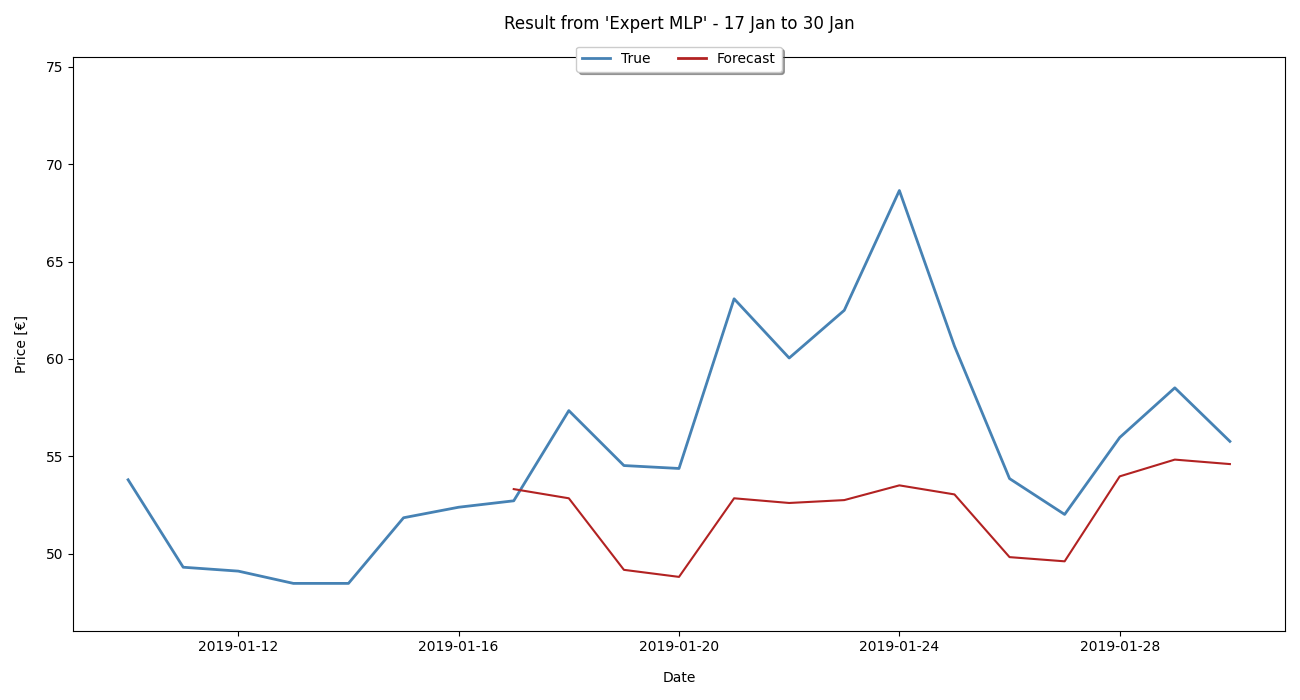 Result from 'Expert MLP' - 17 Jan to 30 Jan
True Forecast
75
70
65
60
55
50
Price [€]
2019-01-12 2019-01-16 2019-01-20 2019-01-24 2019-01-28
Date